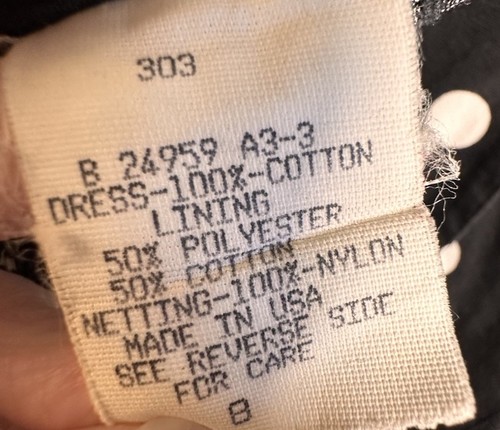 303
B 24959 A3-3
DRESS-100%-COTTON
LINING
50% POLYESTER
50% COTTON
NETTING-100%-NYLON
MADE IN USA
SEE REVERSE SIDE
FOR CARE
8